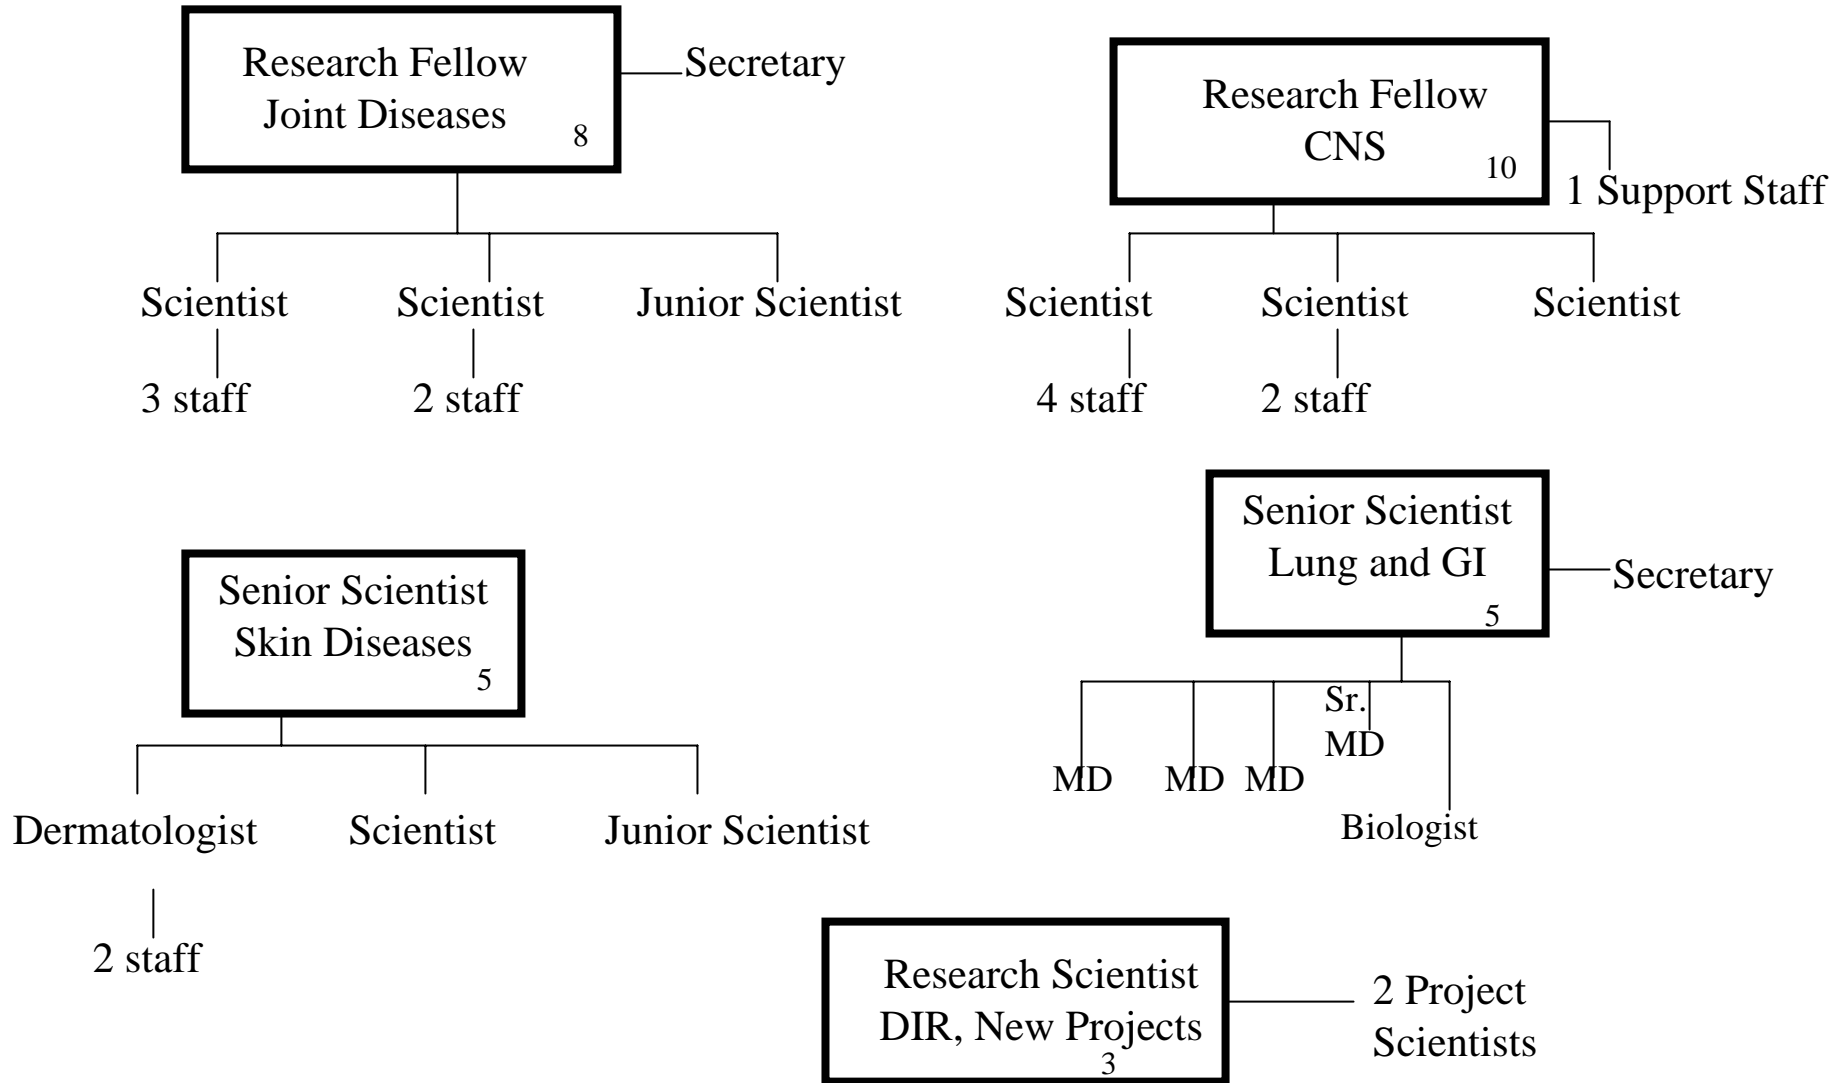 Research Fellow
Joint Diseases
8
Secretary
Scientist
Scientist
Junior Scientist
3 staff
2 staff
Research Fellow
CNS
10
1 Support Staff
Scientist
Scientist
Scientist
4 staff
2 staff
Senior Scientist
Skin Diseases
5
Dermatologist
Scientist
Junior Scientist
2 staff
Senior Scientist
Lung and GI
5
Secretary
MD
MD
MD
Sr.
MD
Biologist
Research Scientist
DIR, New Projects
3
2 Project
Scientists